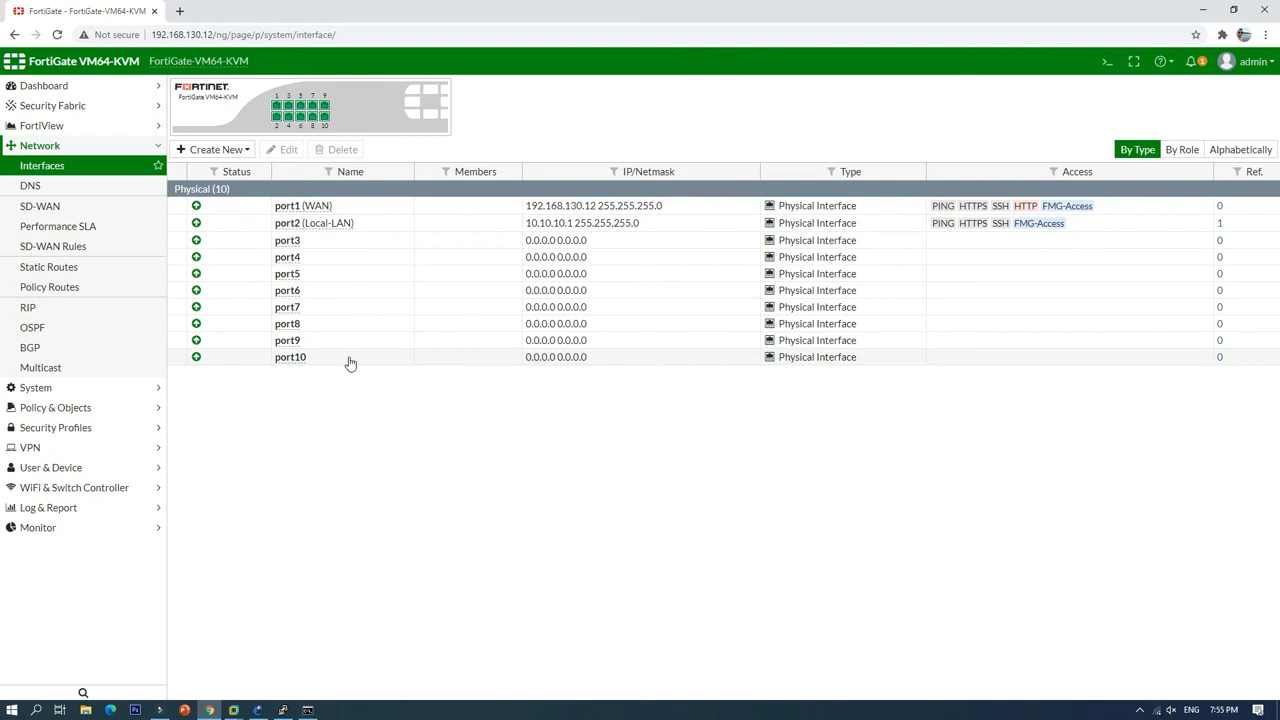 FortiGate - FortiGate-VM64-KVM
Not secure 192.168.130.12/ng/page/p/system/interface/
FortiGate VM64-KVM FortiGate-VM64-KVM
1
admin
Dashboard
Security Fabric
FortiView
Network
Interfaces
DNS
SD-WAN
Performance SLA
SD-WAN Rules
Static Routes
Policy Routes
RIP
OSPF
BGP
Multicast
System
Policy & Objects
Security Profiles
VPN
User & Device
WiFi & Switch Controller
Log & Report
Monitor
FORTINET
FortiGate VM64-KVM
1 3 5 7 9
2 4 6 8 10
Create New Edit Delete By Type By Role Alphabetically
Status Name Members IP/Netmask Type Access Ref.
Physical (10)
port1 (WAN) 192.168.130.12 255.255.255.0 Physical Interface PING HTTPS SSH HTTP FMG-Access 0
port2 (Local-LAN) 10.10.10.1 255.255.255.0 Physical Interface PING HTTPS SSH FMG-Access 1
port3 0.0.0.0 0.0.0.0 Physical Interface 0
port4 0.0.0.0 0.0.0.0 Physical Interface 0
port5 0.0.0.0 0.0.0.0 Physical Interface 0
port6 0.0.0.0 0.0.0.0 Physical Interface 0
port7 0.0.0.0 0.0.0.0 Physical Interface 0
port8 0.0.0.0 0.0.0.0 Physical Interface 0
port9 0.0.0.0 0.0.0.0 Physical Interface 0
port10 0.0.0.0 0.0.0.0 Physical Interface 0
ENG 7:55 PM